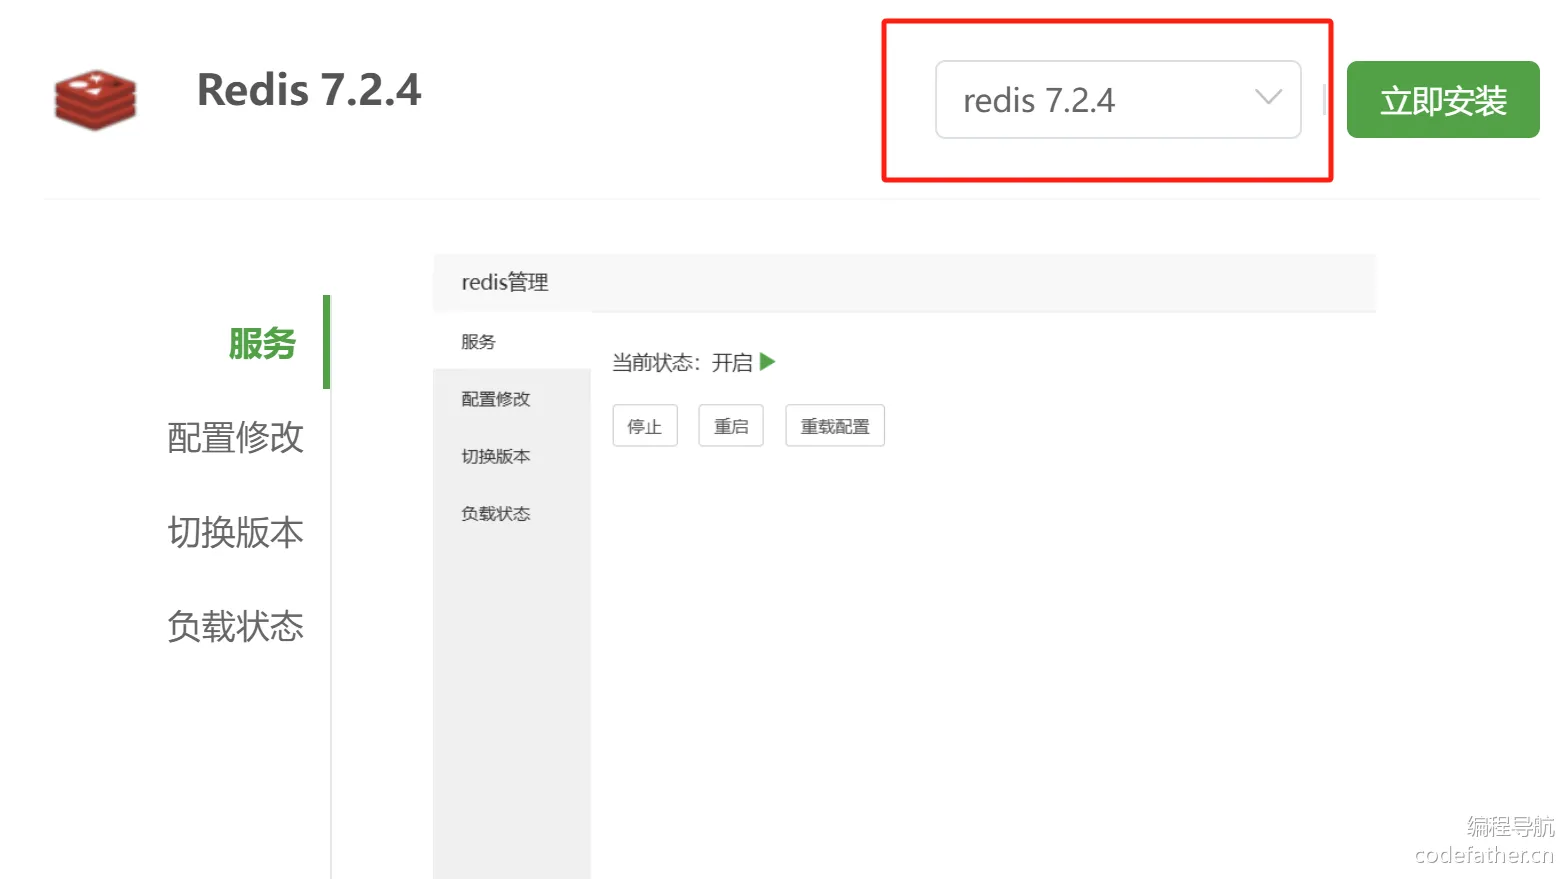 Redis 7.2.4
redis 7.2.4
立即安装
服务
配置修改
切换版本
负载状态
redis管理
服务
配置修改
切换版本
负载状态
当前状态：开启
停止 重启 重载配置
编程导航
codefather.cn